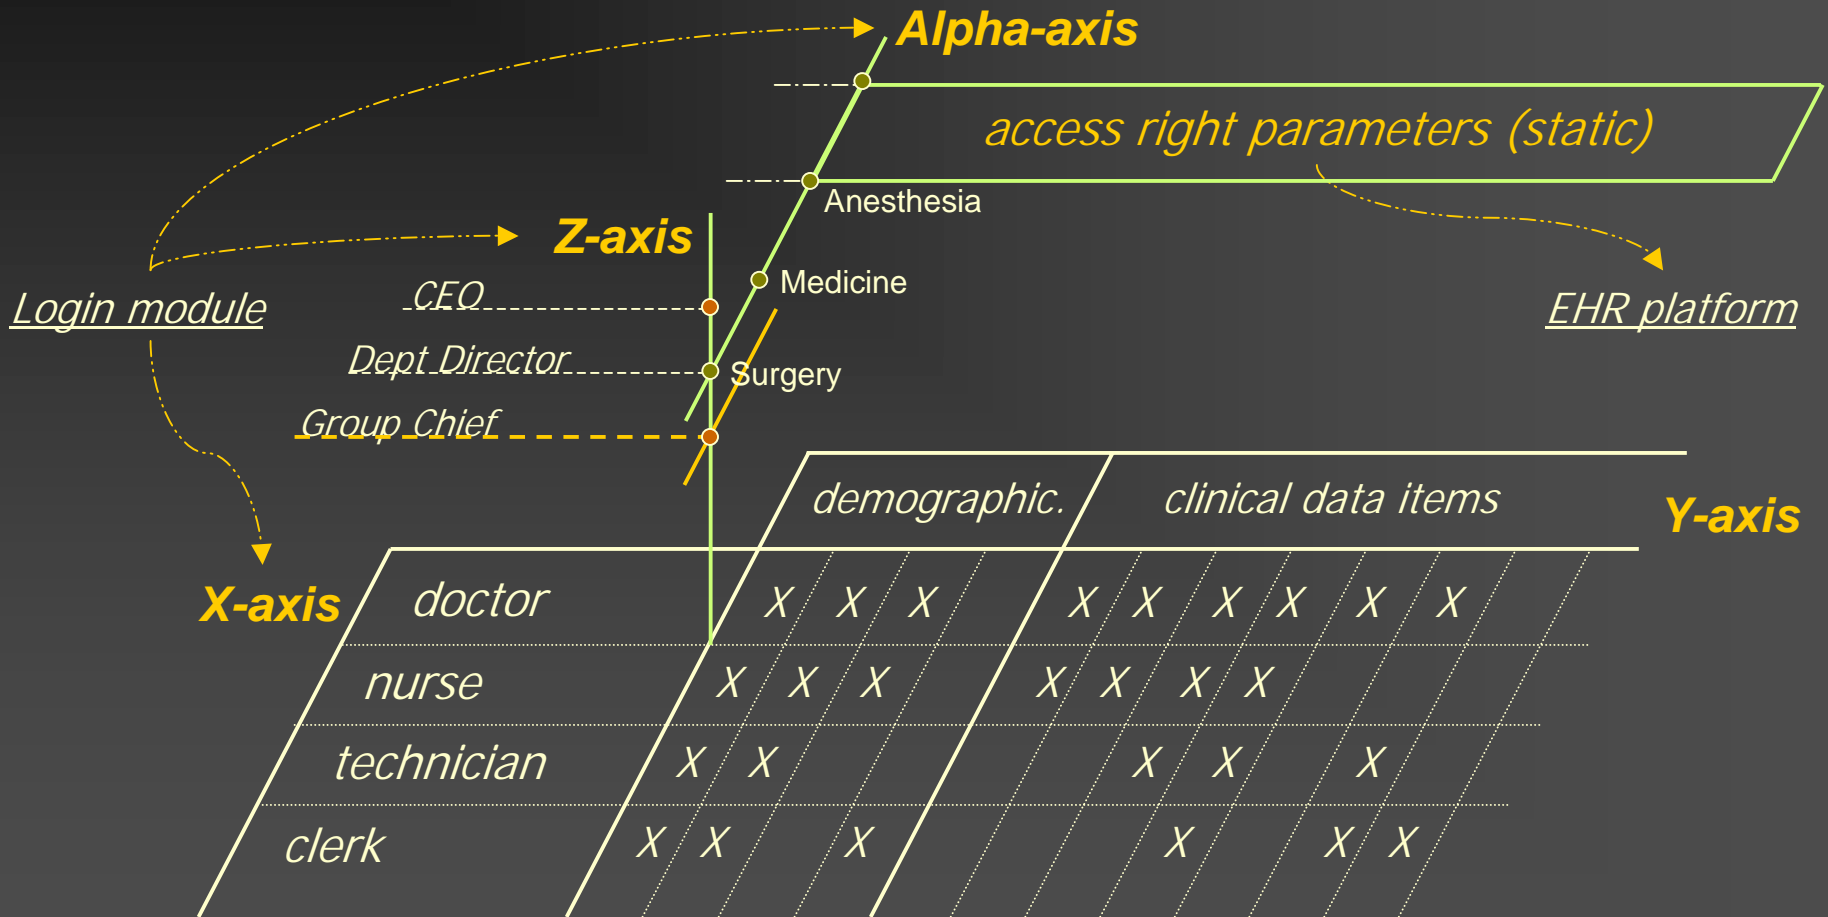 Alpha-axis
access right parameters (static)
Anesthesia
Z-axis
Medicine
CEO
Login module
EHR platform
Dept Director
Surgery
Group Chief
demographic.
clinical data items
Y-axis
X-axis
doctor X X X X X X X X X
nurse X X X X X X X
technician X X X X X
clerk X X X X X X